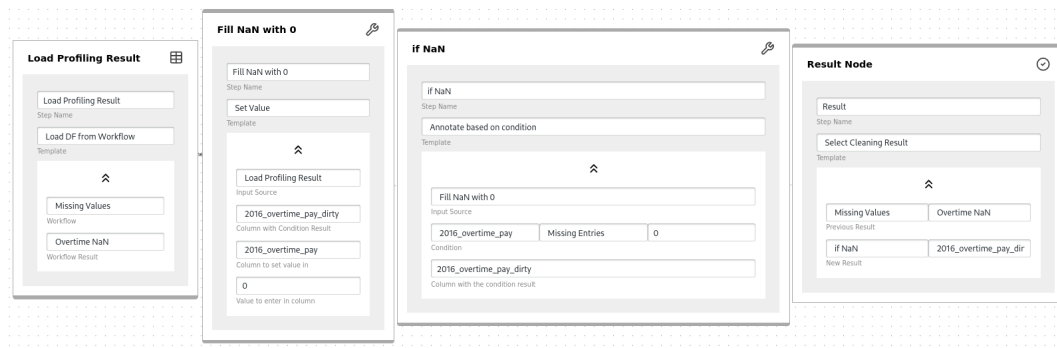 Load Profiling Result
Load Profiling Result
Step Name
Load DF from Workflow
Template
Missing Values
Workflow
Overtime NaN
Workflow Result
Fill NaN with 0
Fill NaN with 0
Step Name
Set Value
Template
Load Profiling Result
Input Source
2016_overtime_pay_dirty
Column with Condition Result
2016_overtime_pay
Column to set value in
0
Value to enter in column
if NaN
if NaN
Step Name
Annotate based on condition
Template
Fill NaN with 0
Input Source
2016_overtime_pay Missing Entries 0
Condition
2016_overtime_pay_dirty
Column with the condition result
Result Node
Result
Step Name
Select Cleaning Result
Template
Missing Values Overtime NaN
Previous Result
if NaN 2016_overtime_pay_dir
New Result